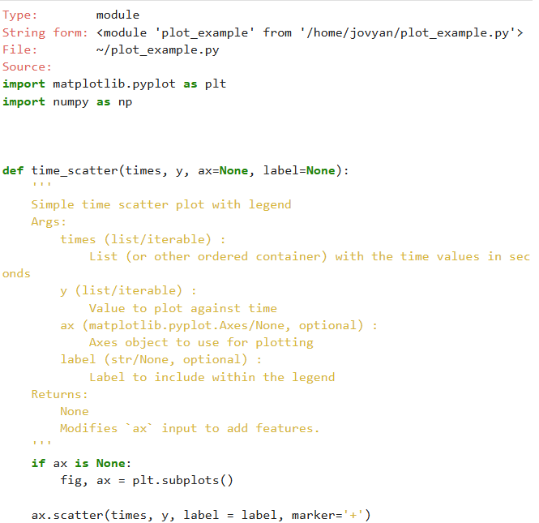 Type:        module
String form: <module 'plot_example' from '/home/jovyan/plot_example.py'>
File:        ~/plot_example.py
Source:
import matplotlib.pyplot as plt
import numpy as np
def time_scatter(times, y, ax=None, label=None):
    '''
    Simple time scatter plot with legend
    Args:
        times (list/iterable) :
            List (or other ordered container) with the time values in sec
onds
        y (list/iterable) :
            Value to plot against time
        ax (matplotlib.pyplot.Axes/None, optional) :
            Axes object to use for plotting
        label (str/None, optional) :
            Label to include within the legend
    Returns:
        None
        Modifies `ax` input to add features.
    '''
    if ax is None:
        fig, ax = plt.subplots()
    ax.scatter(times, y, label = label, marker='+')